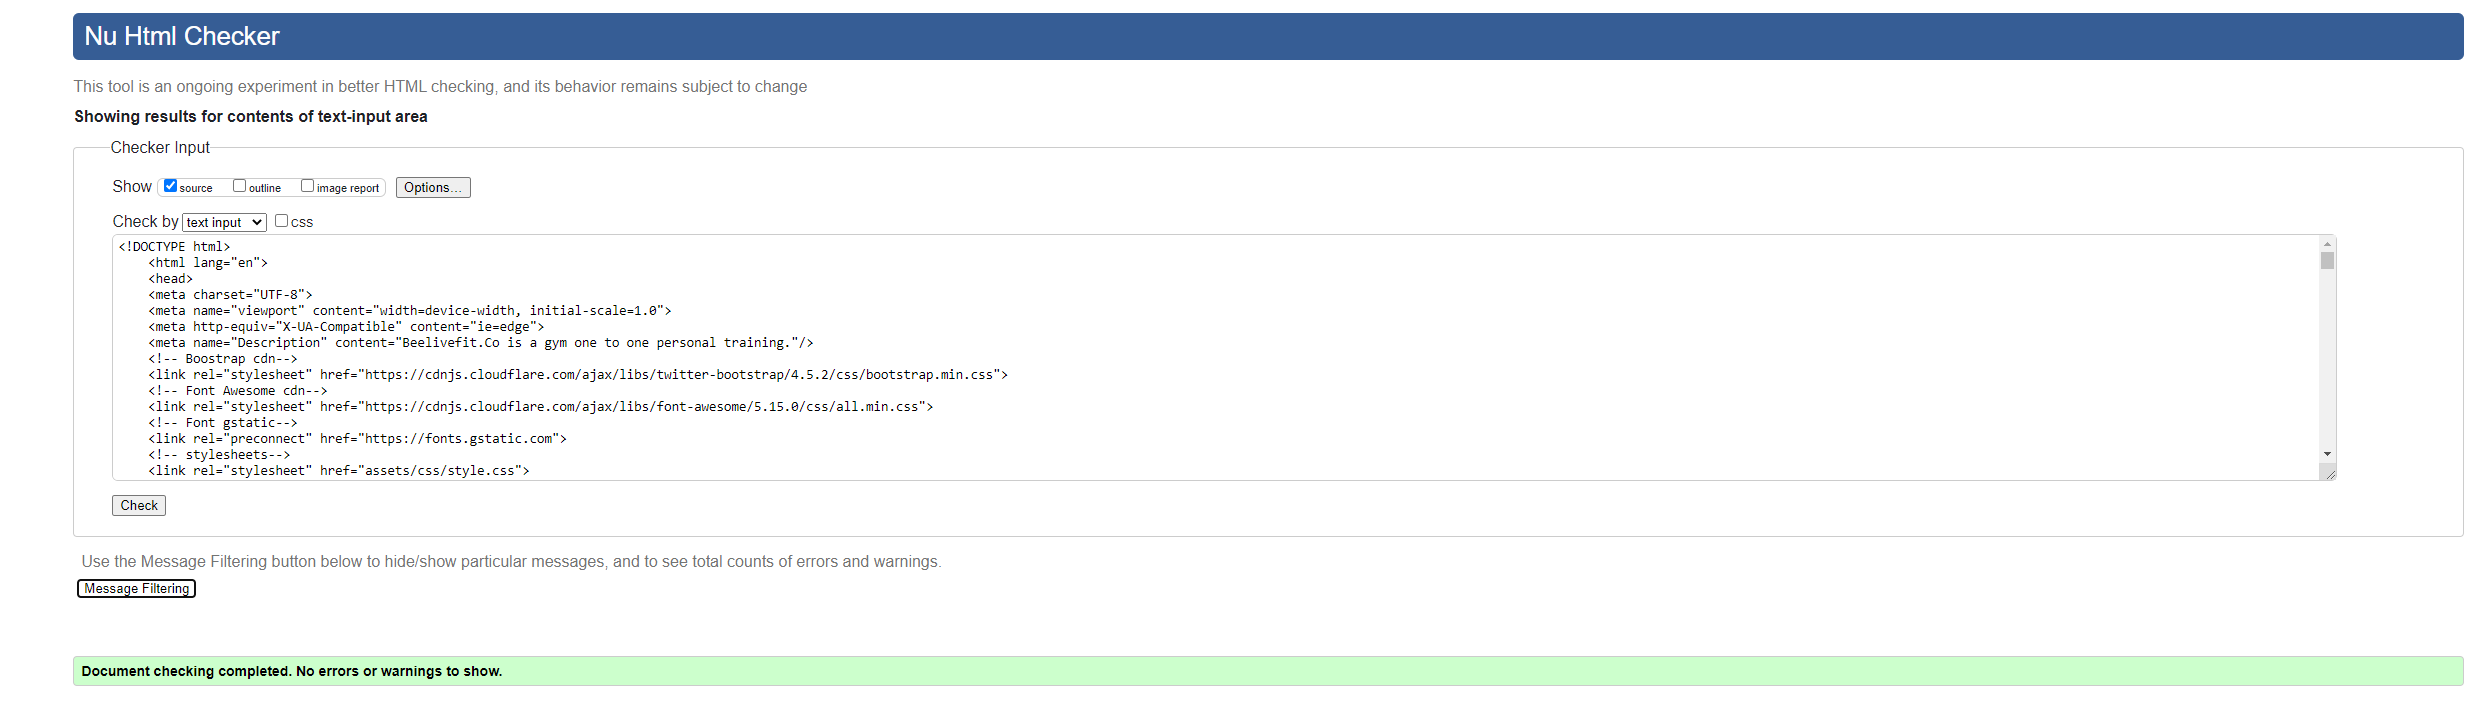 Nu Html Checker
This tool is an ongoing experiment in better HTML checking, and its behavior remains subject to change
Showing results for contents of text-input area
Checker Input
Show source outline image report Options...
Check by text input css
<!DOCTYPE html>
<html lang="en">
<head>
<meta charset="UTF-8">
<meta name="viewport" content="width=device-width, initial-scale=1.0">
<meta http-equiv="X-UA-Compatible" content="ie=edge">
<meta name="Description" content="Beelivefit.Co is a gym one to one personal training."/>
<!-- Boostrap cdn-->
<link rel="stylesheet" href="https://cdnjs.cloudflare.com/ajax/libs/twitter-bootstrap/4.5.2/css/bootstrap.min.css">
<!-- Font Awesome cdn-->
<link rel="stylesheet" href="https://cdnjs.cloudflare.com/ajax/libs/font-awesome/5.15.0/css/all.min.css">
<!-- Font gstatic-->
<link rel="preconnect" href="https://fonts.gstatic.com">
<!-- stylesheets-->
<link rel="stylesheet" href="assets/css/style.css">
Check
Use the Message Filtering button below to hide/show particular messages, and to see total counts of errors and warnings.
Message Filtering
Document checking completed. No errors or warnings to show.